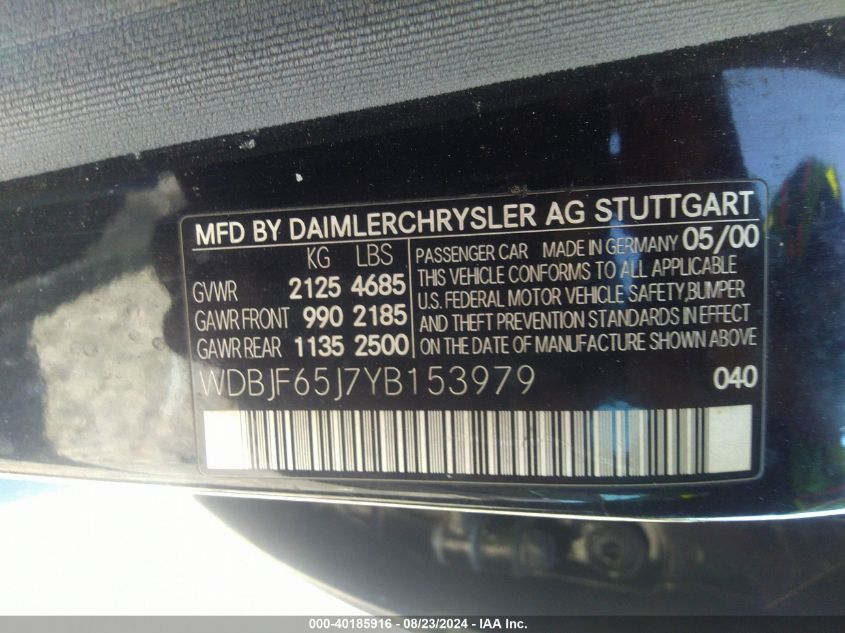 MFD BY DAIMLERCHRYSLER AG STUTTGART
KG LBS
GVWR 2125 4685
GAWR FRONT 990 2185
GAWR REAR 1135 2500
PASSENGER CAR MADE IN GERMANY 05/00
THIS VEHICLE CONFORMS TO ALL APPLICABLE
U.S. FEDERAL MOTOR VEHICLE SAFETY, BUMPER
AND THEFT PREVENTION STANDARDS IN EFFECT
ON THE DATE OF MANUFACTURE SHOWN ABOVE
WDBJF65J7YB153979 040
000-40185916 - 08/23/2024 - IAA Inc.